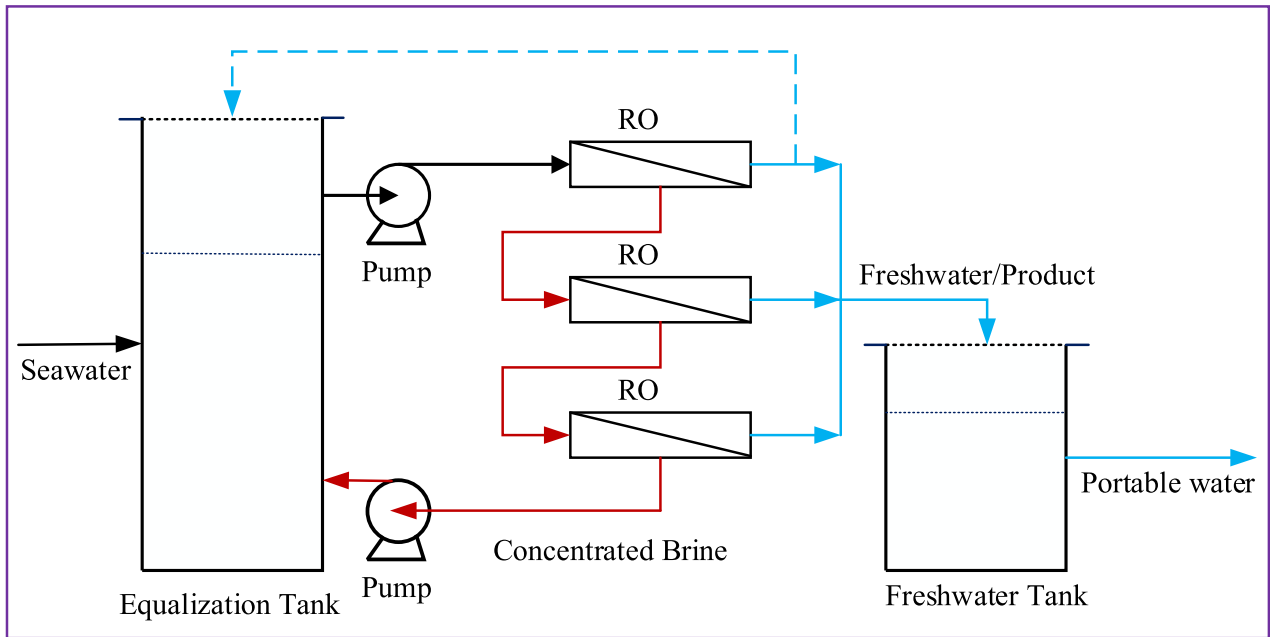 RO
Pump
RO
Freshwater/Product
Seawater
RO
Portable water
Concentrated Brine
Pump
Equalization Tank
Freshwater Tank